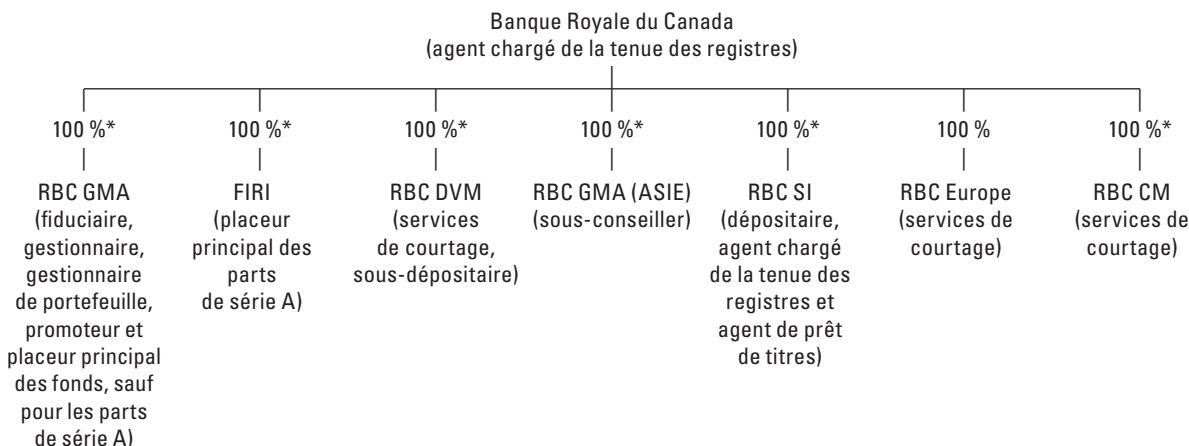 Banque Royale du Canada
(agent chargé de la tenue des registres)
100 %*
100 %*
100 %*
100 %*
100 %*
100 %
100 %*
RBC GMA
(fiduciaire,
gestionnaire,
gestionnaire
de portefeuille,
promoteur et
placeur principal
des fonds, sauf
pour les parts
de série A)
FIRI
(placeur
principal des
parts
de série A)
RBC DVM
(services
de courtage,
sous-dépositaire)
RBC GMA (ASIE)
(sous-conseiller)
RBC SI
(dépositaire,
agent chargé
de la tenue des
registres et
agent de prêt
de titres)
RBC Europe
(services de
courtage)
RBC CM
(services de
courtage)